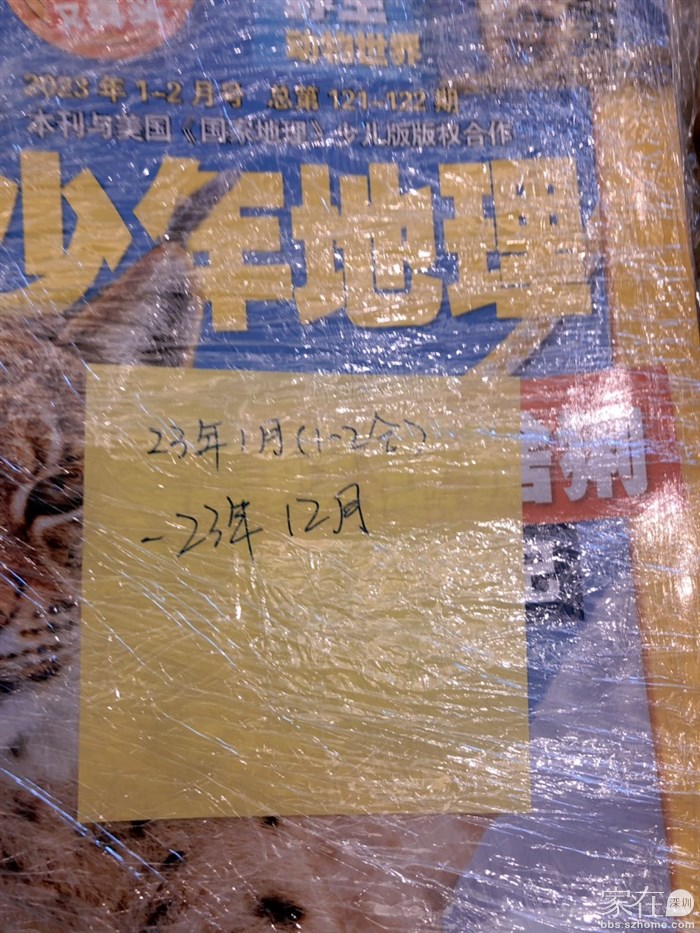 动物世界
2023年1-2月号 总第121-122期
本刊与美国《国家地理》少儿版版权合作
少年地理
23年1月(1-2合)
-23年12月
家在深圳
bbs.szhome.com